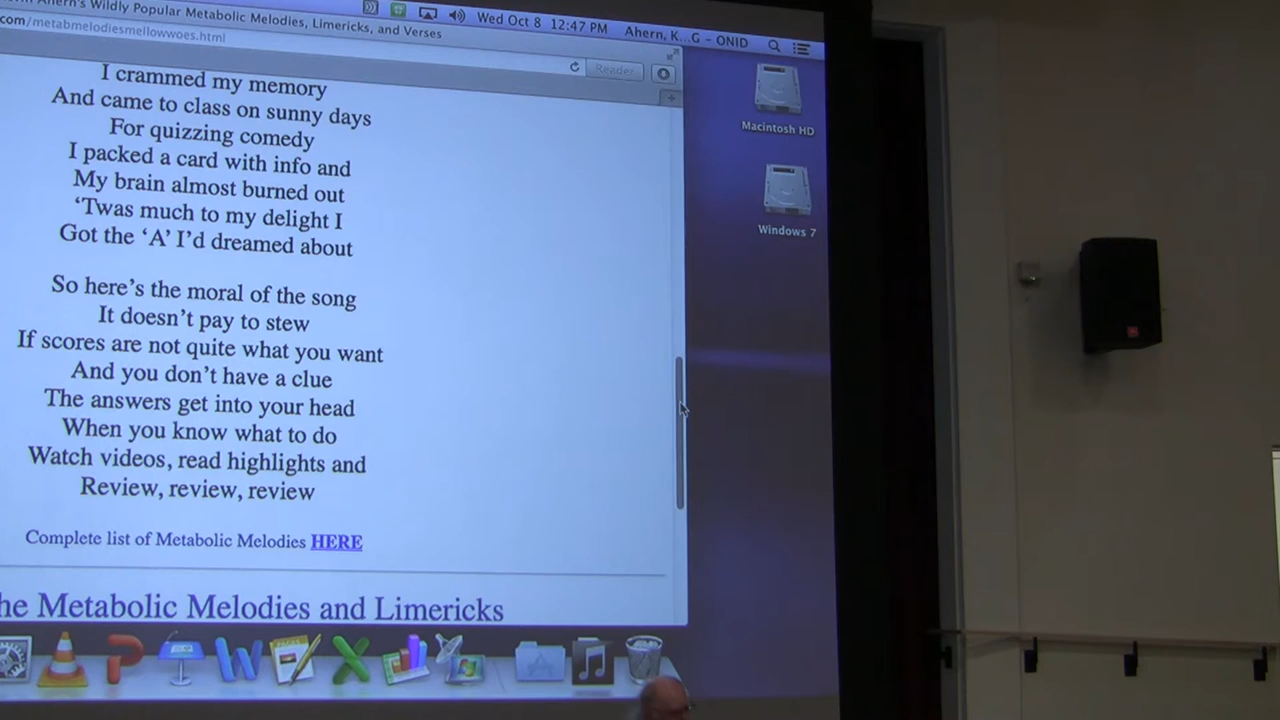 Ahern's Wildly Popular Metabolic Melodies, Limericks, and Verses
Wed Oct 8 12:47 PM Ahern, K...G - ONID
com/metabmelodiesmellowwoes.html
Reader
I crammed my memory
And came to class on sunny days
For quizzing comedy
I packed a card with info and
My brain almost burned out
‘Twas much to my delight I
Got the ‘A’ I’d dreamed about
So here’s the moral of the song
It doesn’t pay to stew
If scores are not quite what you want
And you don’t have a clue
The answers get into your head
When you know what to do
Watch videos, read highlights and
Review, review, review
Complete list of Metabolic Melodies HERE
he Metabolic Melodies and Limericks
Macintosh HD
Windows 7